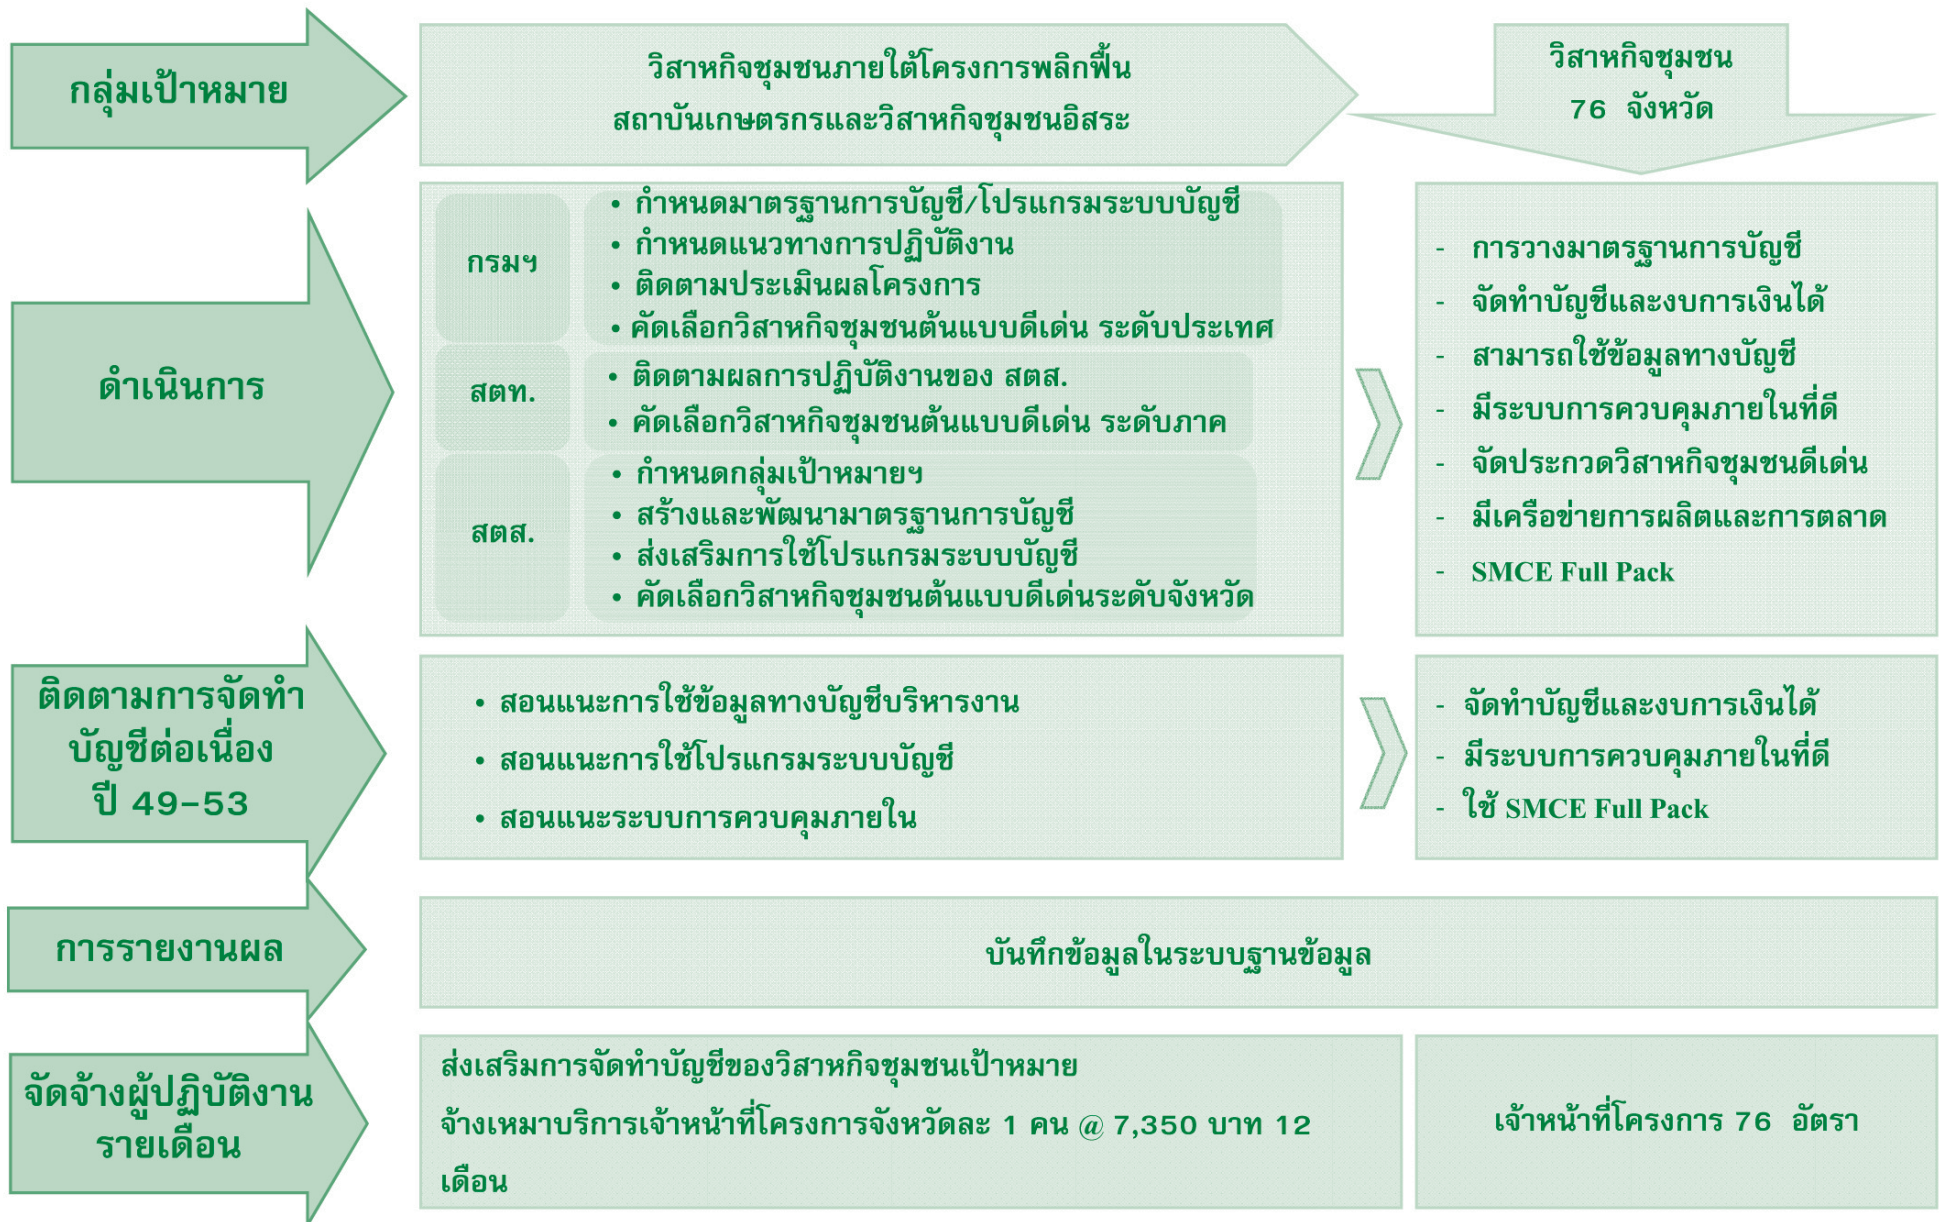 กลุ่มเป้าหมาย
วิสาหกิจชุมชนภายใต้โครงการพลิกฟื้น
สถาบันเกษตรกรและวิสาหกิจชุมชนอิสระ
วิสาหกิจชุมชน
76 จังหวัด
ดำเนินการ
กรมฯ
• กำหนดมาตรฐานการบัญชี/โปรแกรมระบบบัญชี
• กำหนดแนวทางการปฏิบัติงาน
• ติดตามประเมินผลโครงการ
• คัดเลือกวิสาหกิจชุมชนต้นแบบดีเด่น ระดับประเทศ
สตท.
• ติดตามผลการปฏิบัติงานของ สตส.
• คัดเลือกวิสาหกิจชุมชนต้นแบบดีเด่น ระดับภาค
สตส.
• กำหนดกลุ่มเป้าหมายฯ
• สร้างและพัฒนามาตรฐานการบัญชี
• ส่งเสริมการใช้โปรแกรมระบบบัญชี
• คัดเลือกวิสาหกิจชุมชนต้นแบบดีเด่นระดับจังหวัด
- การวางมาตรฐานการบัญชี
- จัดทำบัญชีและงบการเงินได้
- สามารถใช้ข้อมูลทางบัญชี
- มีระบบการควบคุมภายในที่ดี
- จัดประกวดวิสาหกิจชุมชนดีเด่น
- มีเครือข่ายการผลิตและการตลาด
- SMCE Full Pack
ติดตามการจัดทำ
บัญชีต่อเนื่อง
ปี 49-53
• สอนแนะการใช้ข้อมูลทางบัญชีบริหารงาน
• สอนแนะการใช้โปรแกรมระบบบัญชี
• สอนแนะระบบการควบคุมภายใน
- จัดทำบัญชีและงบการเงินได้
- มีระบบการควบคุมภายในที่ดี
- ใช้ SMCE Full Pack
การรายงานผล
บันทึกข้อมูลในระบบฐานข้อมูล
จัดจ้างผู้ปฏิบัติงาน
รายเดือน
ส่งเสริมการจัดทำบัญชีของวิสาหกิจชุมชนเป้าหมาย
จ้างเหมาบริการเจ้าหน้าที่โครงการจังหวัดละ 1 คน @ 7,350 บาท 12
เดือน
เจ้าหน้าที่โครงการ 76 อัตรา